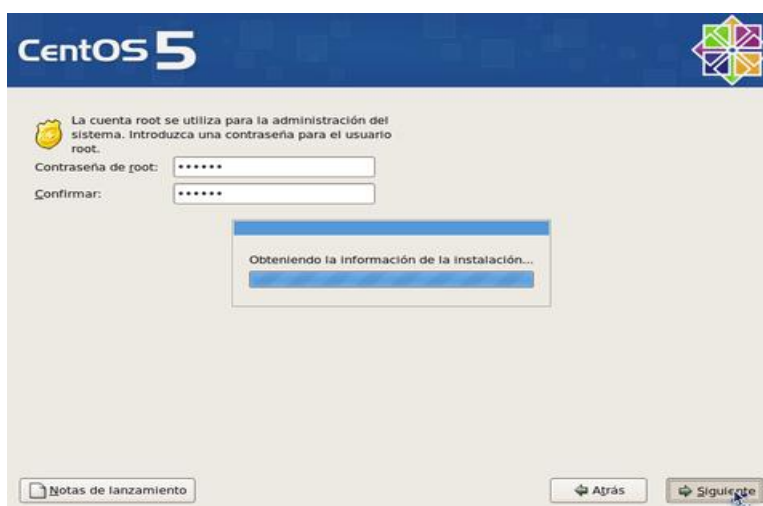 CentOS 5
La cuenta root se utiliza para la administración del
sistema. Introduzca una contraseña para el usuario
root.
Contraseña de root: ••••••
Confirmar: ••••••
Obteniendo la información de la instalación...
Notas de lanzamiento
Atrás
Siguiente